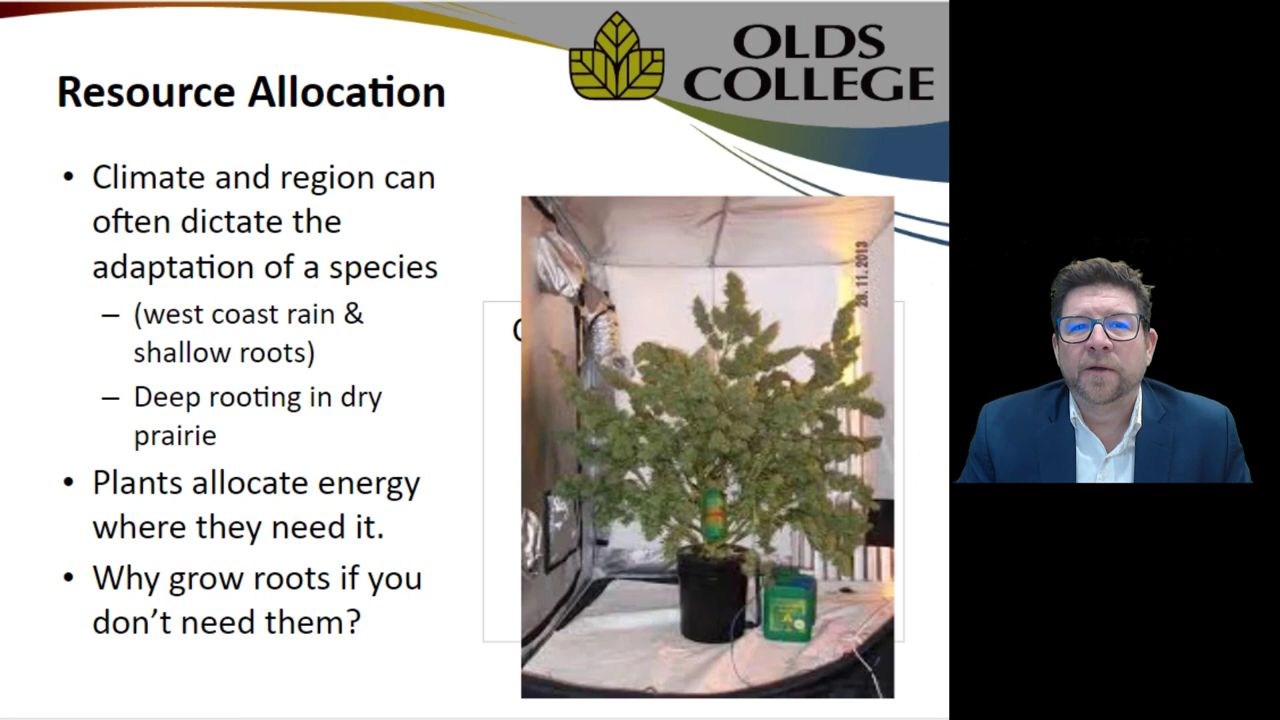 OLDS
COLLEGE
Resource Allocation
• Climate and region can
often dictate the
adaptation of a species
– (west coast rain &
shallow roots)
– Deep rooting in dry
prairie
• Plants allocate energy
where they need it.
• Why grow roots if you
don't need them?
28. 11. 2013